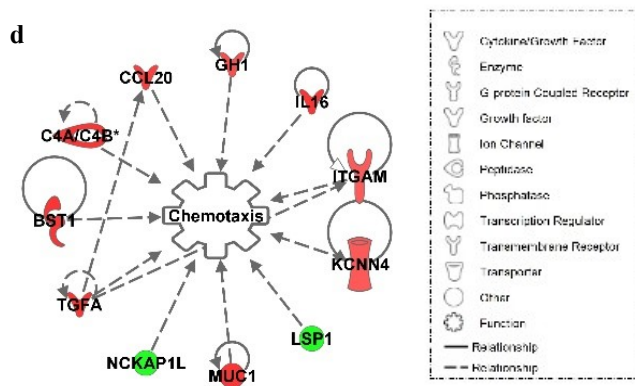 d
GH1
CCL20
IL16
C4A/C4B*
ITGAM
BST1
Chemotaxis
KCNN4
TGFA
LSP1
NCKAP1L
MUC1
Cytokine/Growth Factor
Enzyme
G protein Coupled Receptor
Growth factor
Ion Channel
Peptidase
Phosphatase
Transcription Regulator
Transmembrane Receptor
Transporter
Other
Function
Relationship
Relationship